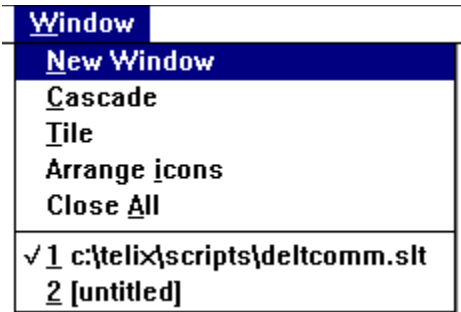 Window
New Window
Cascade
Tile
Arrange icons
Close All
√ 1 c:\telix\scripts\deltcomm.slt
2 [untitled]